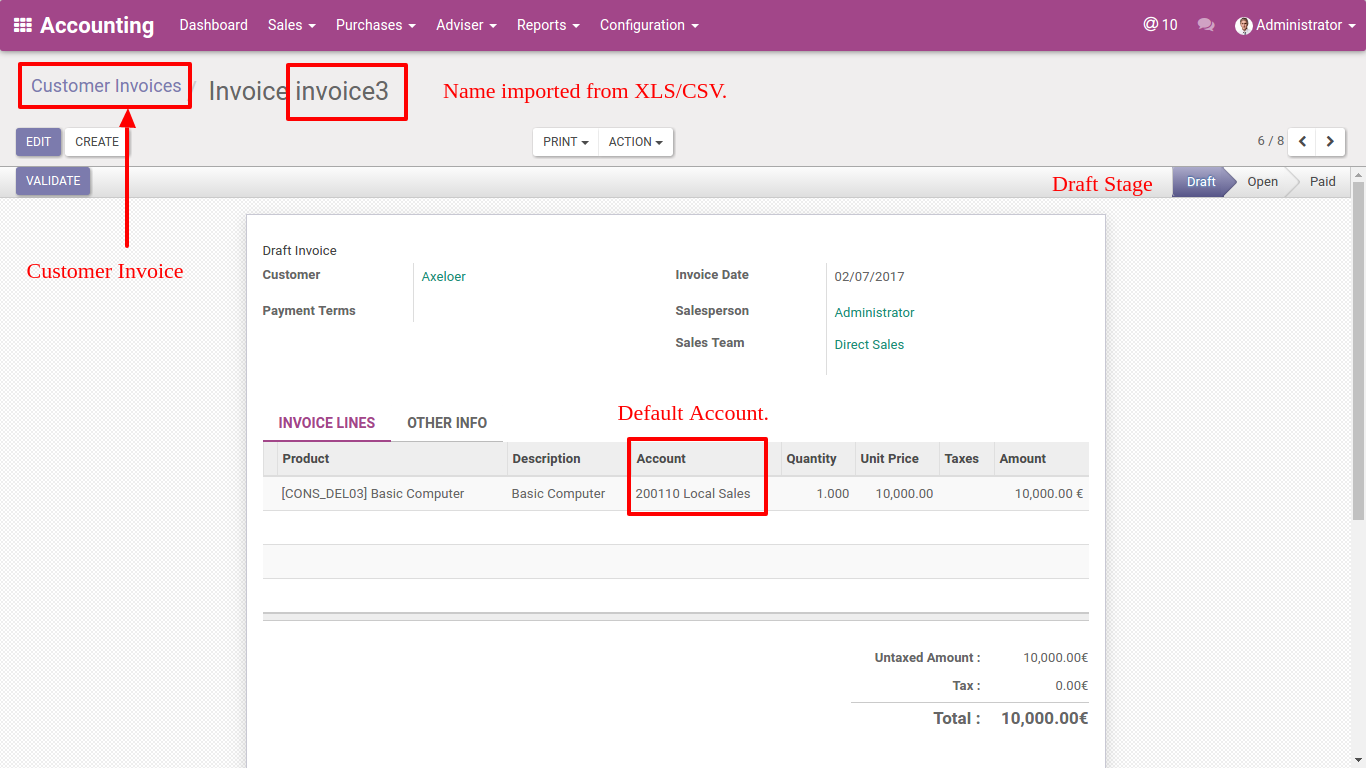 Accounting Dashboard Sales Purchases Adviser Reports Configuration @ 10 Administrator
Customer Invoices / Invoice invoice3 Name imported from XLS/CSV.
EDIT CREATE PRINT ACTION 6 / 8
VALIDATE Draft Stage Draft Open Paid
Customer Invoice
Draft Invoice
Customer Axeloer Invoice Date 02/07/2017
Payment Terms Salesperson Administrator
Sales Team Direct Sales
Default Account.
INVOICE LINES OTHER INFO
Product Description Account Quantity Unit Price Taxes Amount
[CONS_DEL03] Basic Computer Basic Computer 200110 Local Sales 1.000 10,000.00 10,000.00 €
Untaxed Amount : 10,000.00€
Tax : 0.00€
Total : 10,000.00€